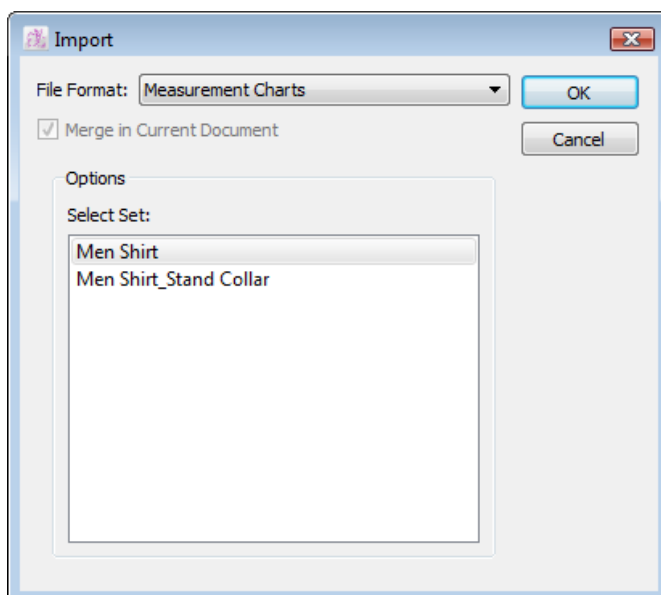 Import
File Format: Measurement Charts OK
Merge in Current Document
Cancel
Options
Select Set:
Men Shirt
Men Shirt_Stand Collar